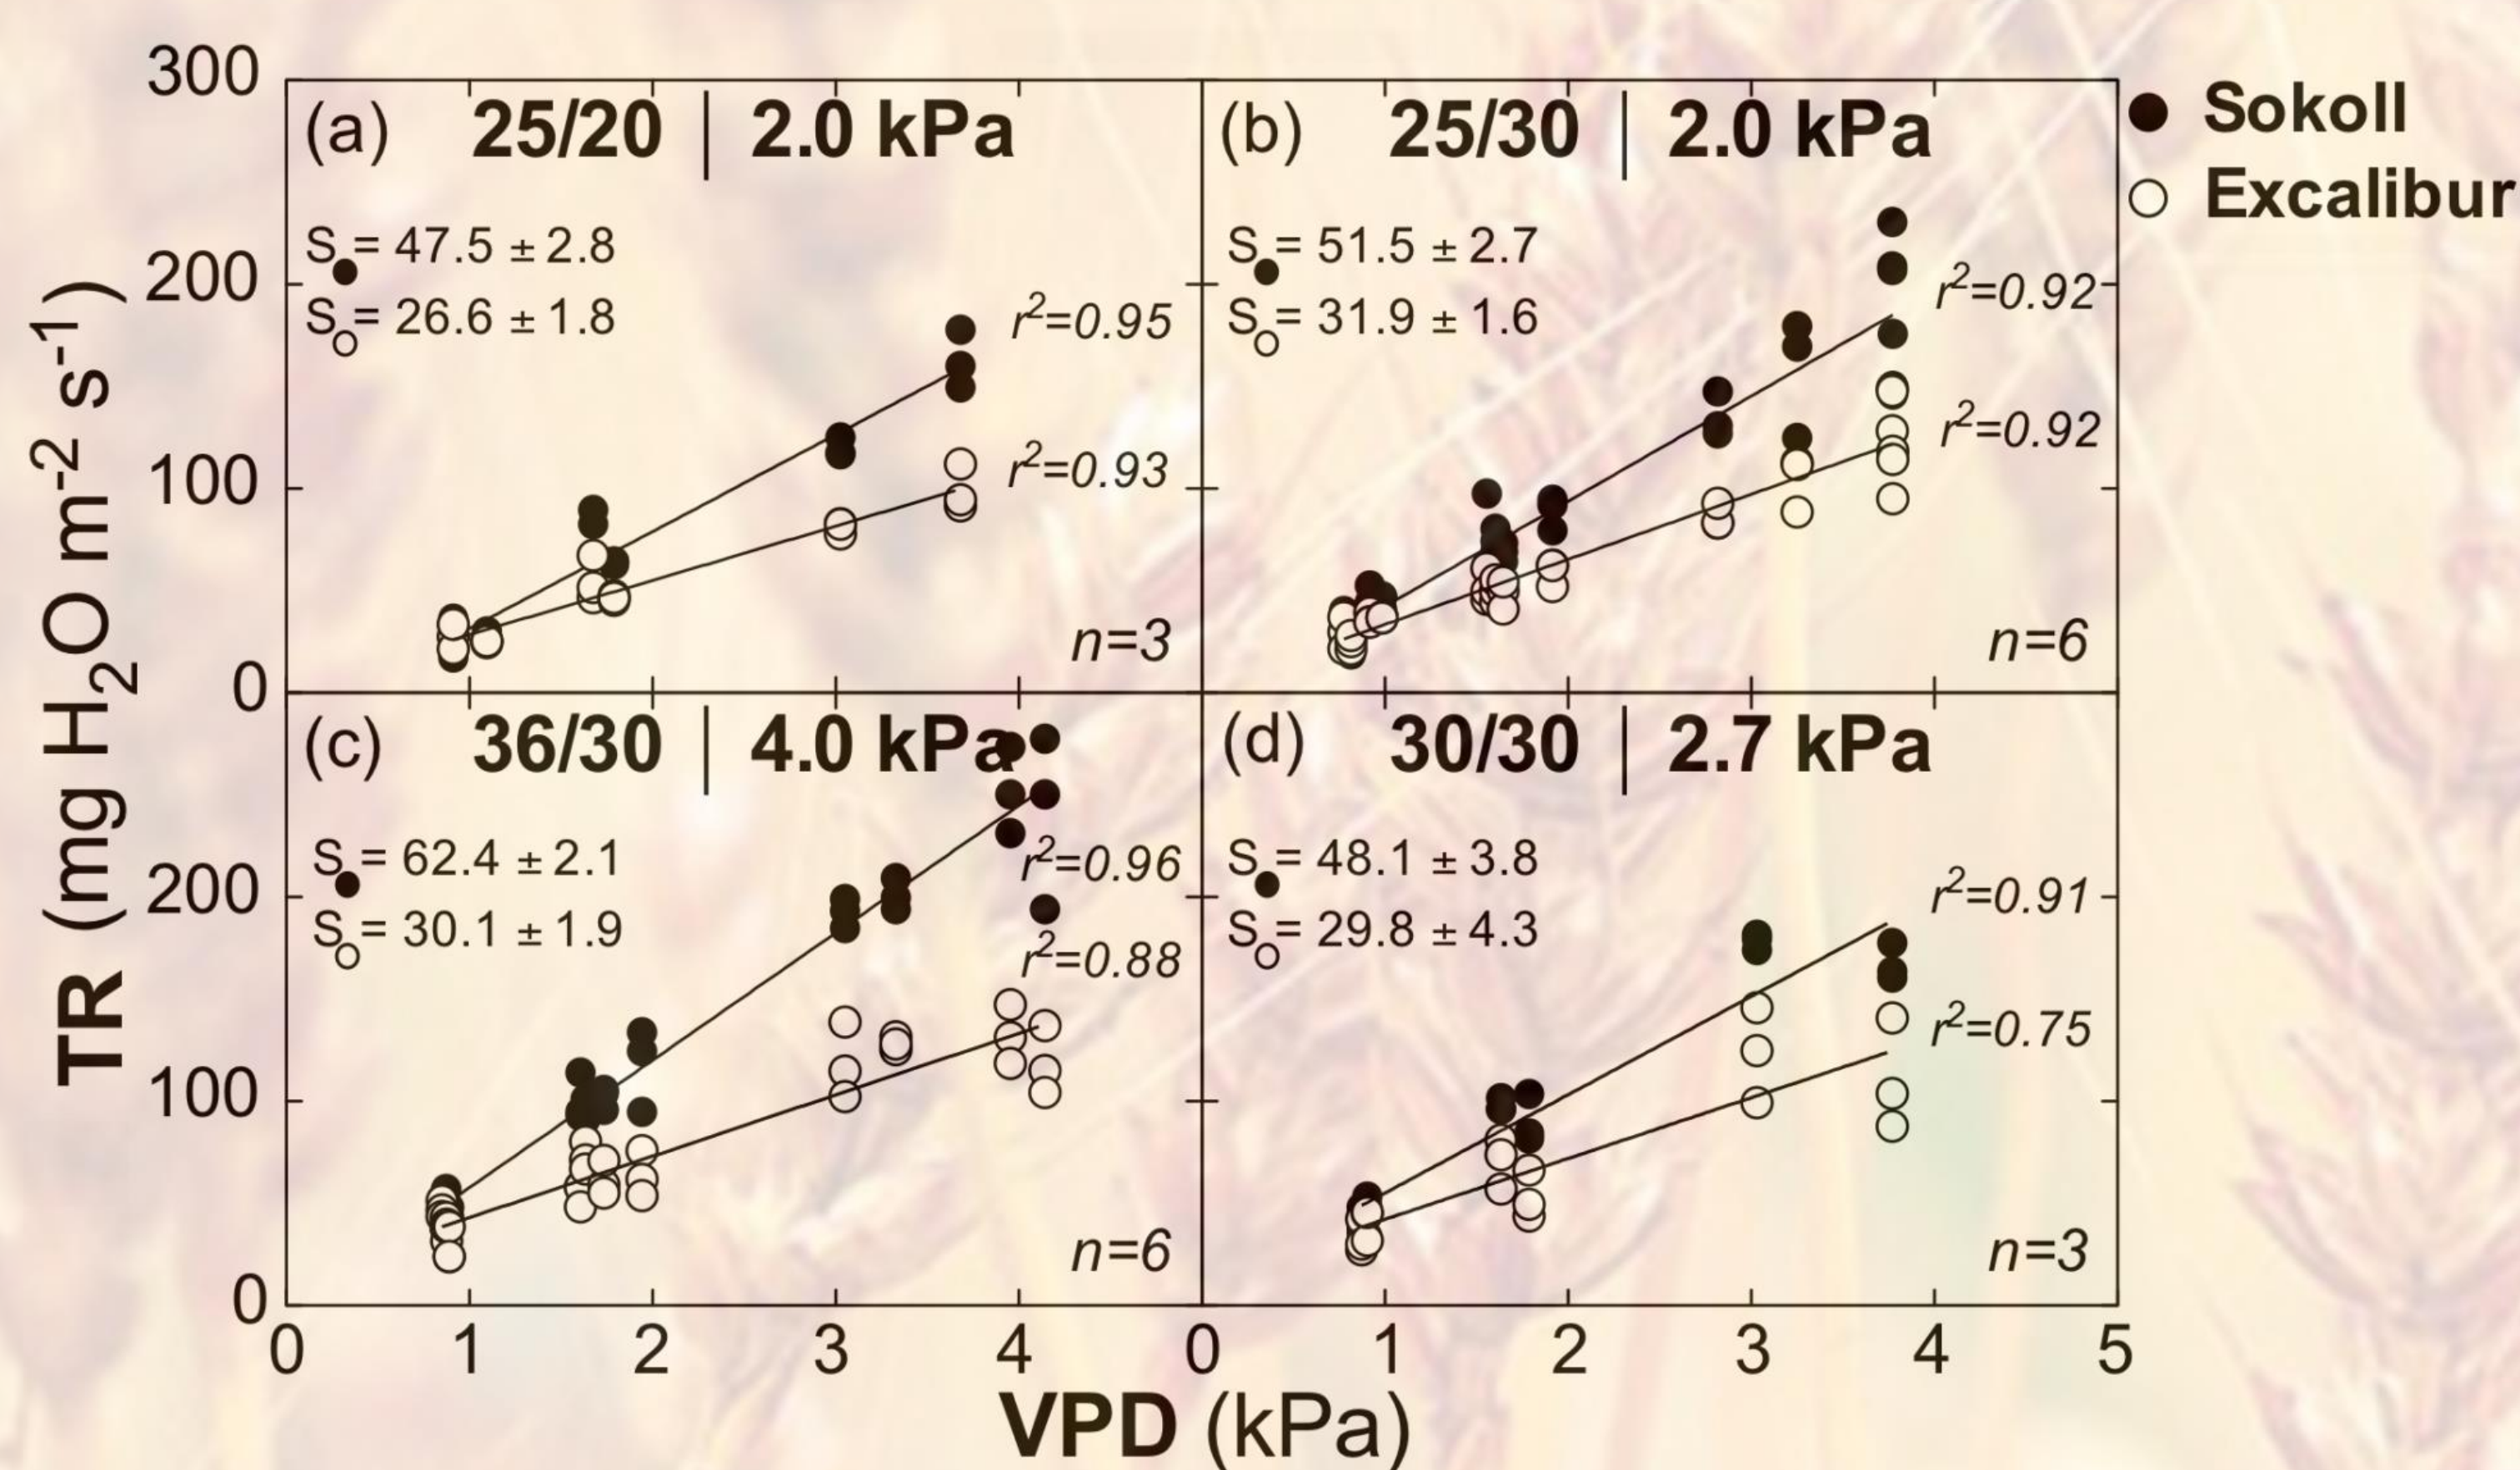 300
(a) 25/20 | 2.0 kPa
(b) 25/30 | 2.0 kPa
● Sokoll
○ Excalibur
S● = 47.5 ± 2.8
S○ = 26.6 ± 1.8
r²=0.95
r²=0.93
n=3
S● = 51.5 ± 2.7
S○ = 31.9 ± 1.6
r²=0.92
r²=0.92
n=6
200
100
0
(c) 36/30 | 4.0 kPa
(d) 30/30 | 2.7 kPa
S● = 62.4 ± 2.1
S○ = 30.1 ± 1.9
r²=0.96
r²=0.88
n=6
S● = 48.1 ± 3.8
S○ = 29.8 ± 4.3
r²=0.91
r²=0.75
n=3
200
100
0
TR (mg H₂O m⁻² s⁻¹)
0 1 2 3 4 0 1 2 3 4 5
VPD (kPa)